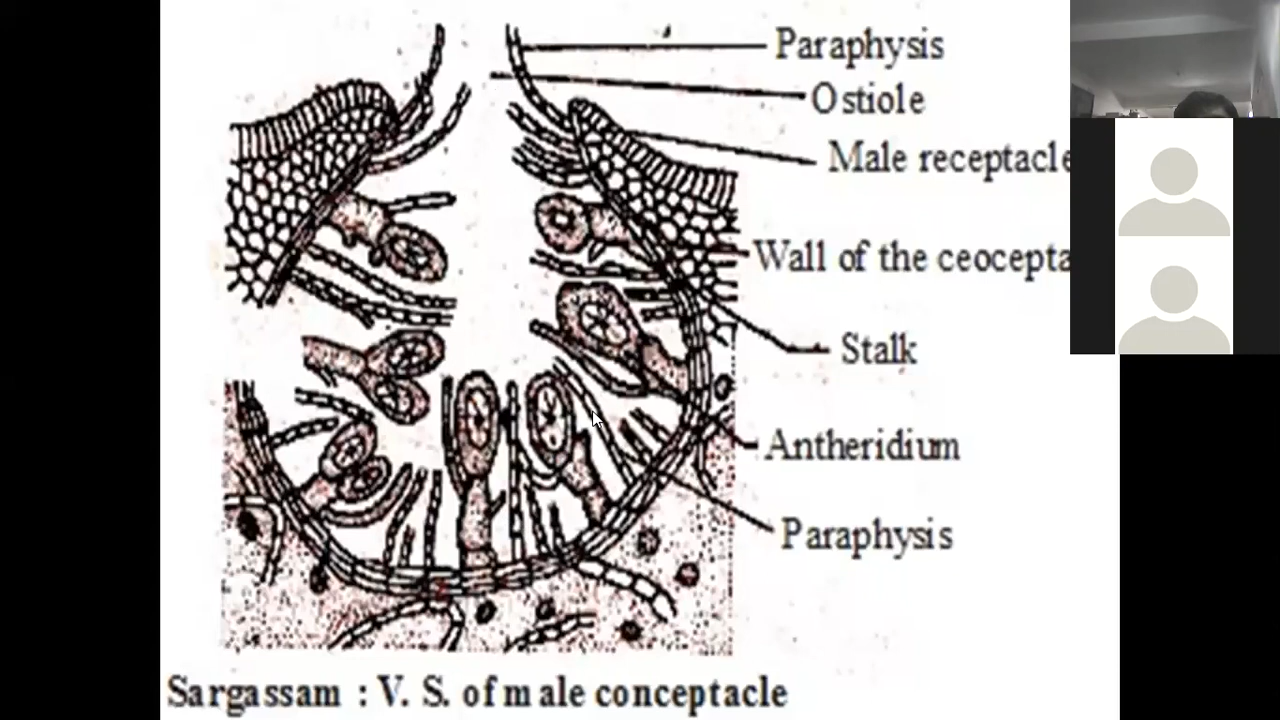 Paraphysis
Ostiole
Male receptacle
Wall of the ceocepta
Stalk
Antheridium
Paraphysis
Sargassam : V. S. of male conceptacle